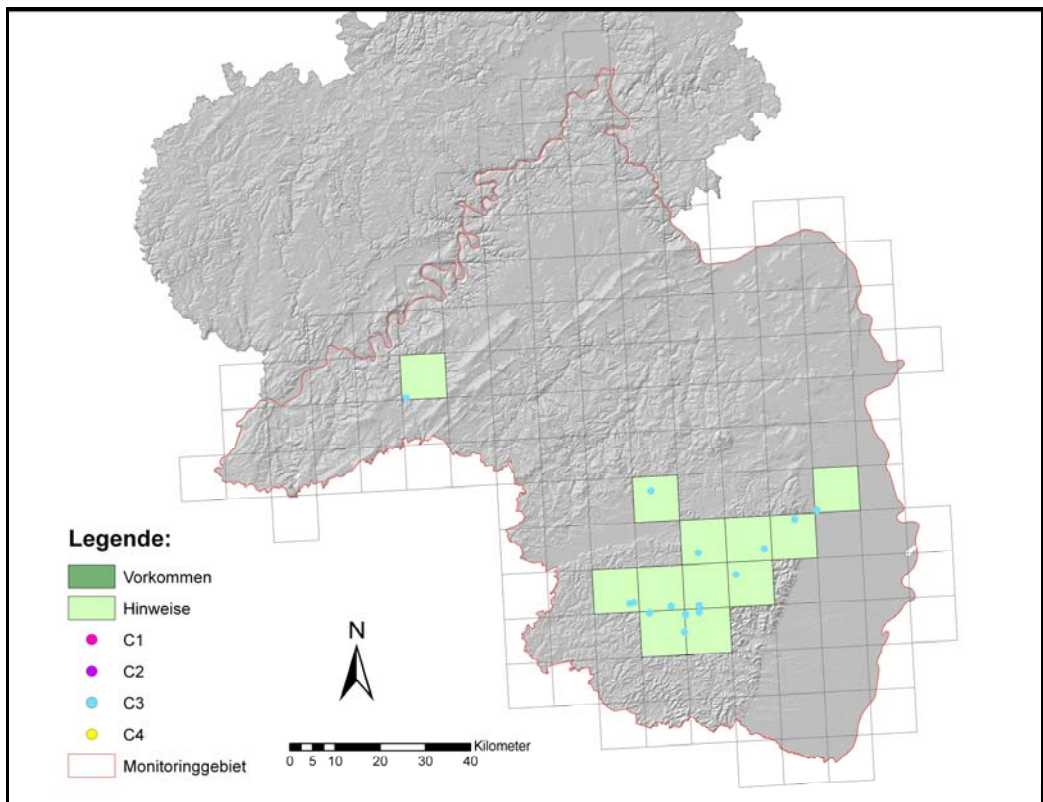 Legende:
Vorkommen
Hinweise
C1
C2
C3
C4
Monitoringgebiet
N
Kilometer
0 5 10 20 30 40